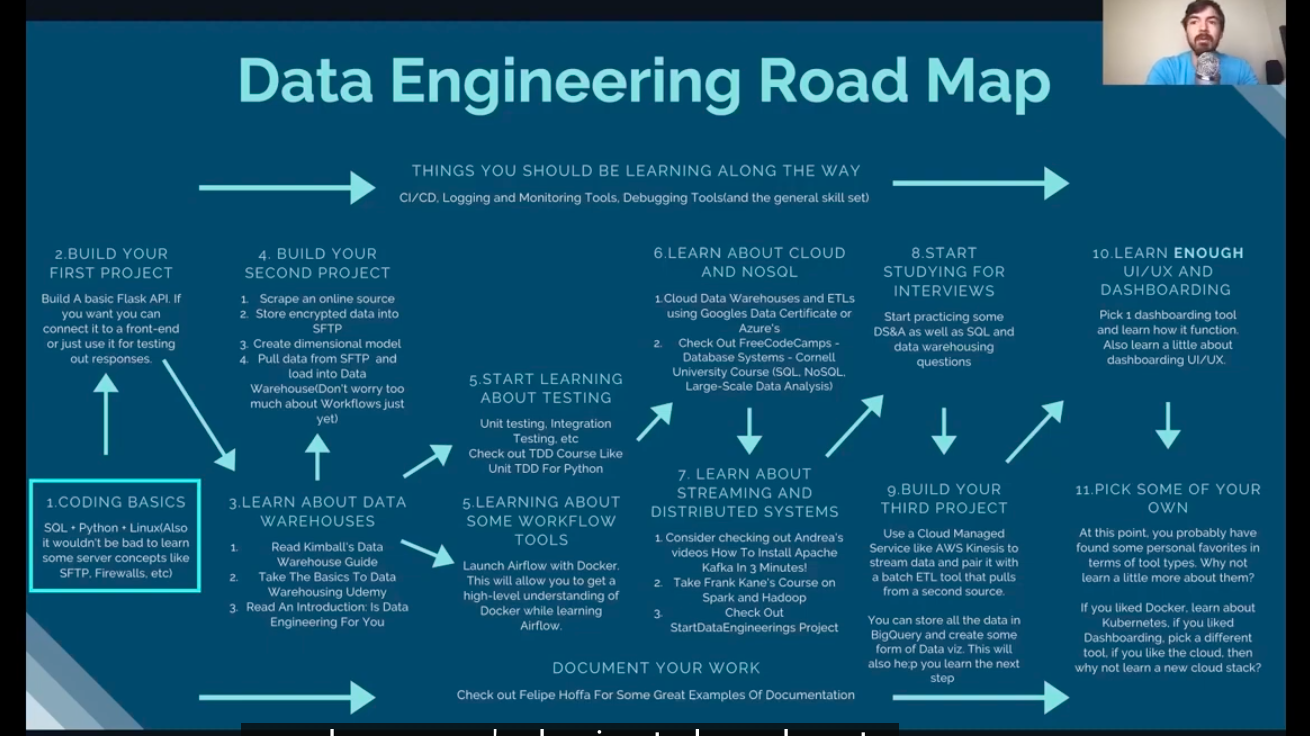 Data Engineering Road Map
THINGS YOU SHOULD BE LEARNING ALONG THE WAY
CI/CD, Logging and Monitoring Tools, Debugging Tools(and the general skill set)
2.BUILD YOUR
FIRST PROJECT
Build A basic Flask API. If
you want you can
connect it to a front-end
or just use it for testing
out responses.
4. BUILD YOUR
SECOND PROJECT
1. Scrape an online source
2. Store encrypted data into
SFTP
3. Create dimensional model
4. Pull data from SFTP and
load into Data
Warehouse(Don't worry too
much about Workflows just
yet)
5.START LEARNING
ABOUT TESTING
Unit testing, Integration
Testing, etc
Check out TDD Course Like
Unit TDD For Python
6.LEARN ABOUT CLOUD
AND NOSQL
1.Cloud Data Warehouses and ETLs
using Googles Data Certificate or
Azure's
2. Check Out FreeCodeCamps -
Database Systems - Cornell
University Course (SQL, NoSQL,
Large-Scale Data Analysis)
8.START
STUDYING FOR
INTERVIEWS
Start practicing some
DS&A as well as SQL and
data warehousing
questions
10.LEARN ENOUGH
UI/UX AND
DASHBOARDING
Pick 1 dashboarding tool
and learn how it function.
Also learn a little about
dashboarding UI/UX.
1.CODING BASICS
SQL + Python + Linux(Also
it wouldn't be bad to learn
some server concepts like
SFTP, Firewalls, etc)
3.LEARN ABOUT DATA
WAREHOUSES
1. Read Kimball's Data
Warehouse Guide
2. Take The Basics To Data
Warehousing Udemy
3. Read An Introduction: Is Data
Engineering For You
5.LEARNING ABOUT
SOME WORKFLOW
TOOLS
Launch Airflow with Docker.
This will allow you to get a
high-level understanding of
Docker while learning
Airflow.
7. LEARN ABOUT
STREAMING AND
DISTRIBUTED SYSTEMS
1. Consider checking out Andrea's
videos How To Install Apache
Kafka In 3 Minutes!
2. Take Frank Kane's Course on
Spark and Hadoop
3. Check Out
StartDataEngineerings Project
9.BUILD YOUR
THIRD PROJECT
Use a Cloud Managed
Service like AWS Kinesis to
stream data and pair it with
a batch ETL tool that pulls
from a second source.
You can store all the data in
BigQuery and create some
form of Data viz. This will
also he;p you learn the next
step
11.PICK SOME OF YOUR
OWN
At this point, you probably have
found some personal favorites in
terms of tool types. Why not
learn a little more about them?
If you liked Docker, learn about
Kubernetes, if you liked
Dashboarding, pick a different
tool, if you like the cloud, then
why not learn a new cloud stack?
DOCUMENT YOUR WORK
Check out Felipe Hoffa For Some Great Examples Of Documentation